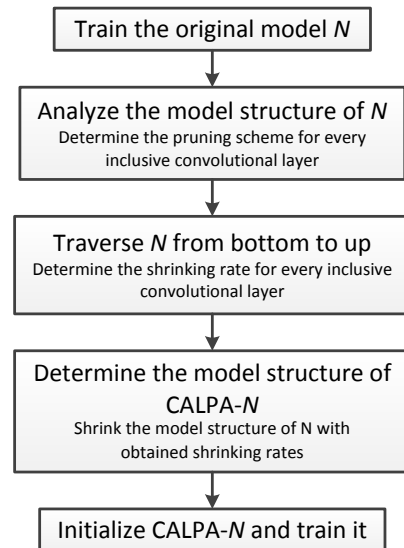 Train the original model N
Analyze the model structure of N
Determine the pruning scheme for every
inclusive convolutional layer
Traverse N from bottom to up
Determine the shrinking rate for every inclusive
convolutional layer
Determine the model structure of
CALPA-N
Shrink the model structure of N with
obtained shrinking rates
Initialize CALPA-N and train it